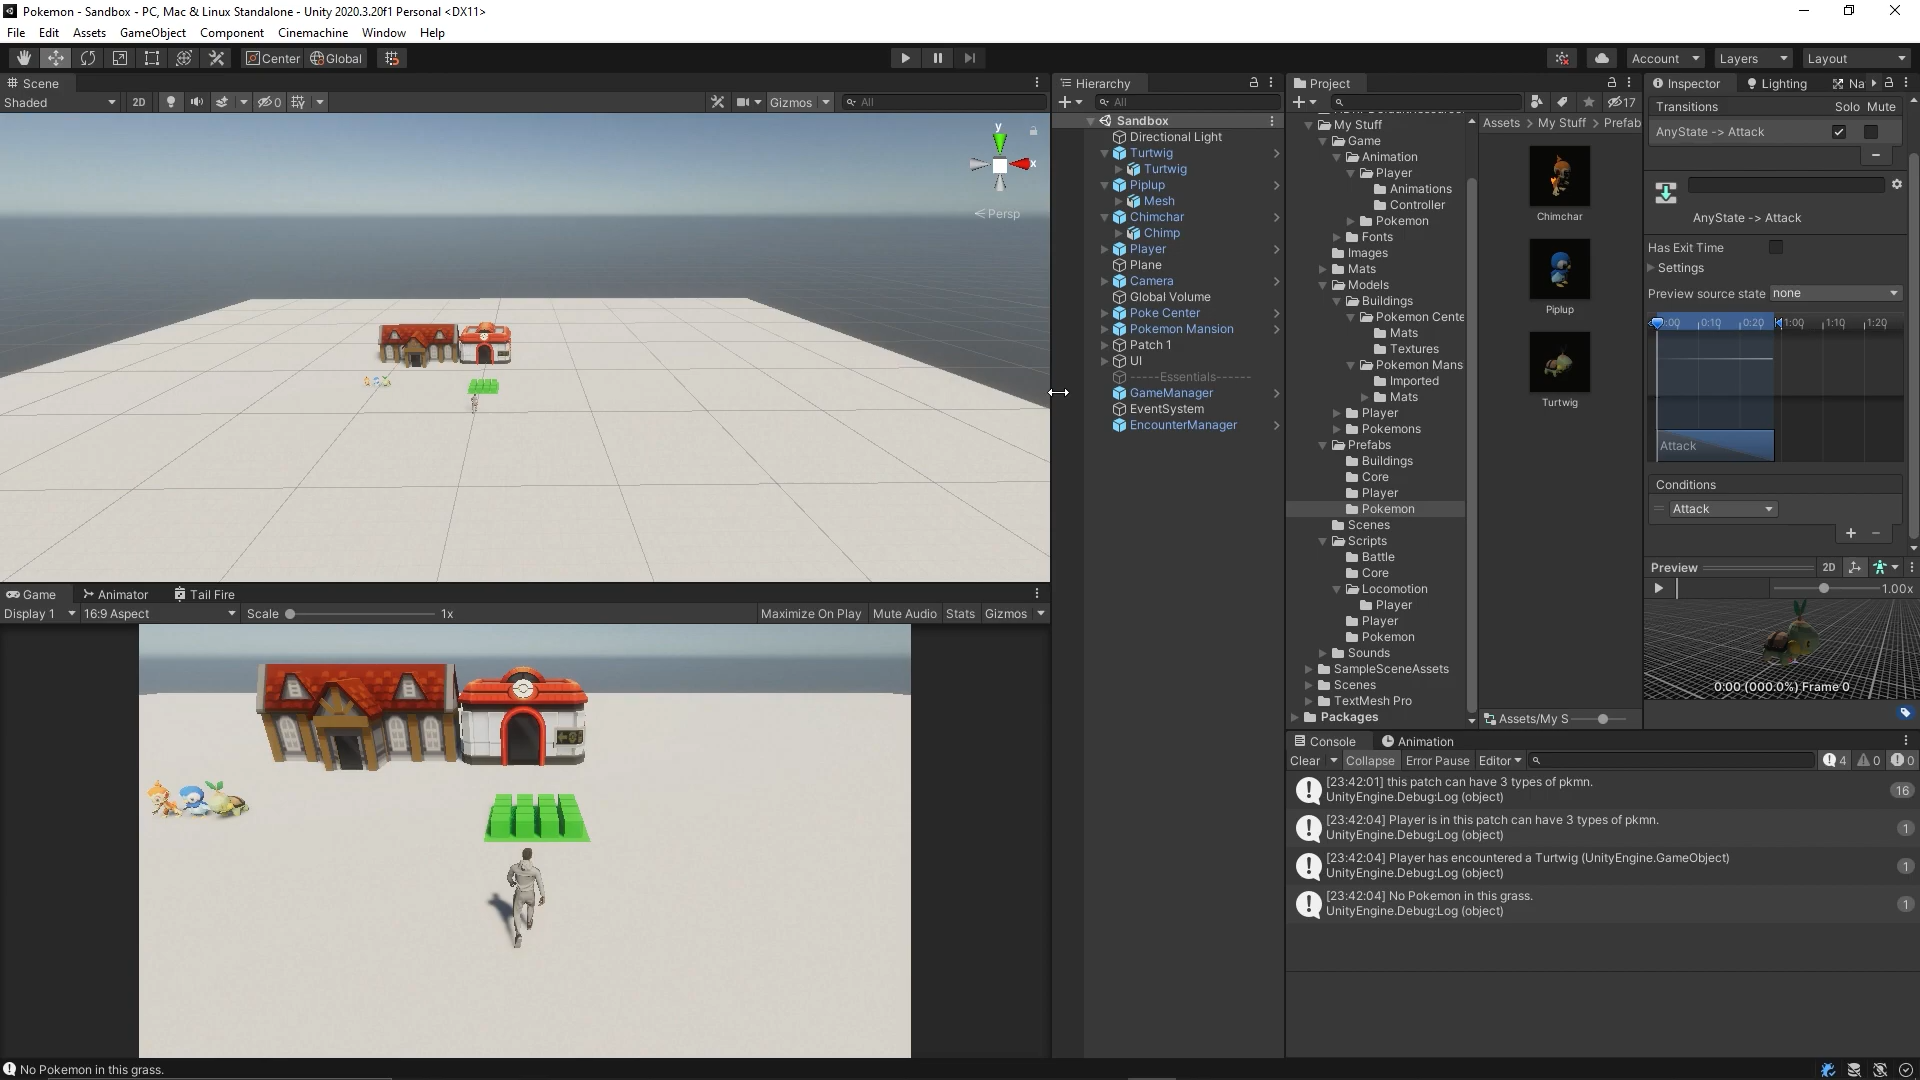 Pokemon - Sandbox - PC, Mac & Linux Standalone - Unity 2020.3.20f1 Personal <DX11>
File Edit Assets GameObject Component Cinemachine Window Help
Center Global Account Layers Layout
Scene
Shaded 2D 0 Gizmos All
y
x
Persp
Game Animator Tail Fire
Display 1 16:9 Aspect Scale 1x Maximize On Play Mute Audio Stats Gizmos
Hierarchy
All
Sandbox
Directional Light
Turtwig
Turtwig
Piplup
Mesh
Chimchar
Chimp
Player
Plane
Camera
Global Volume
Poke Center
Pokemon Mansion
Patch 1
UI
-----Essentials------
GameManager
EventSystem
EncounterManager
Project
17
My Stuff
Game
Animation
Player
Animations
Controller
Pokemon
Fonts
Images
Mats
Models
Buildings
Pokemon Cente
Mats
Textures
Pokemon Mans
Imported
Mats
Player
Pokemons
Prefabs
Buildings
Core
Player
Pokemon
Scenes
Scripts
Battle
Core
Locomotion
Player
Player
Pokemon
Sounds
SampleSceneAssets
Scenes
TextMesh Pro
Packages
Assets > My Stuff > Prefab
Chimchar
Piplup
Turtwig
Assets/My S
Inspector Lighting Na
Transitions Solo Mute
AnyState -> Attack
AnyState -> Attack
Has Exit Time
Settings
Preview source state none
0:00 0:10 0:20 1:00 1:10 1:20
Attack
Conditions
Attack
Preview 2D
1.00x
0:00 (000.0%) Frame 0
Console Animation
Clear Collapse Error Pause Editor 4 0 0
[23:42:01] this patch can have 3 types of pkmn.
UnityEngine.Debug:Log (object)
16
[23:42:04] Player is in this patch can have 3 types of pkmn.
UnityEngine.Debug:Log (object)
1
[23:42:04] Player has encountered a Turtwig (UnityEngine.GameObject)
UnityEngine.Debug:Log (object)
1
[23:42:04] No Pokemon in this grass.
UnityEngine.Debug:Log (object)
1
No Pokemon in this grass.